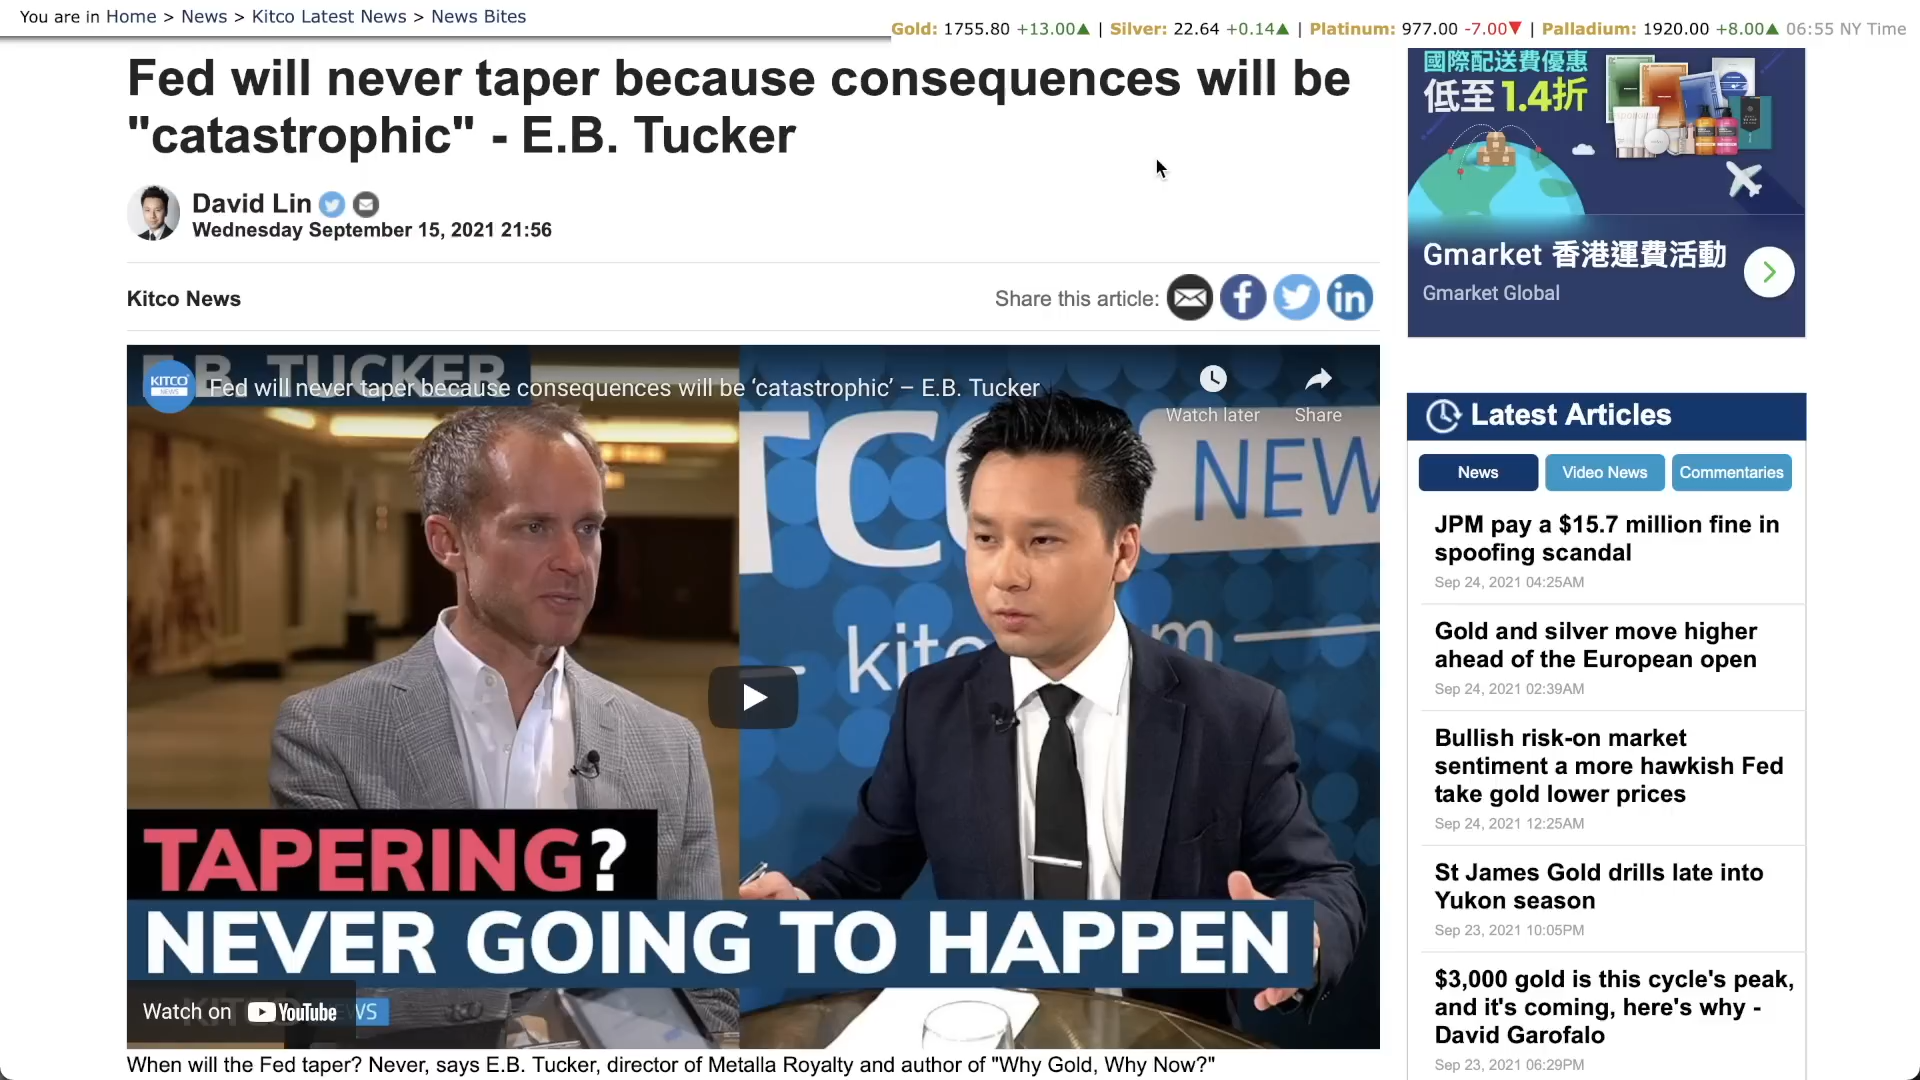 You are in Home > News > Kitco Latest News > News Bites
Gold: 1755.80 +13.00▲ | Silver: 22.64 +0.14▲ | Platinum: 977.00 -7.00▼ | Palladium: 1920.00 +8.00▲ 06:55 NY Time
Fed will never taper because consequences will be
"catastrophic" - E.B. Tucker
David Lin
Wednesday September 15, 2021 21:56
Kitco News
Share this article:
E.B. TUCKER
KITCO
NEWS
Fed will never taper because consequences will be ‘catastrophic’ – E.B. Tucker
Watch later
Share
TCO
NEW
kitc m
TAPERING?
NEVER GOING TO HAPPEN
Watch on YouTube
WS
When will the Fed taper? Never, says E.B. Tucker, director of Metalla Royalty and author of "Why Gold, Why Now?"
國際配送費優惠
低至1.4折
Gmarket 香港運費活動
Gmarket Global
Latest Articles
News
Video News
Commentaries
JPM pay a $15.7 million fine in
spoofing scandal
Sep 24, 2021 04:25AM
Gold and silver move higher
ahead of the European open
Sep 24, 2021 02:39AM
Bullish risk-on market
sentiment a more hawkish Fed
take gold lower prices
Sep 24, 2021 12:25AM
St James Gold drills late into
Yukon season
Sep 23, 2021 10:05PM
$3,000 gold is this cycle's peak,
and it's coming, here's why -
David Garofalo
Sep 23, 2021 06:29PM